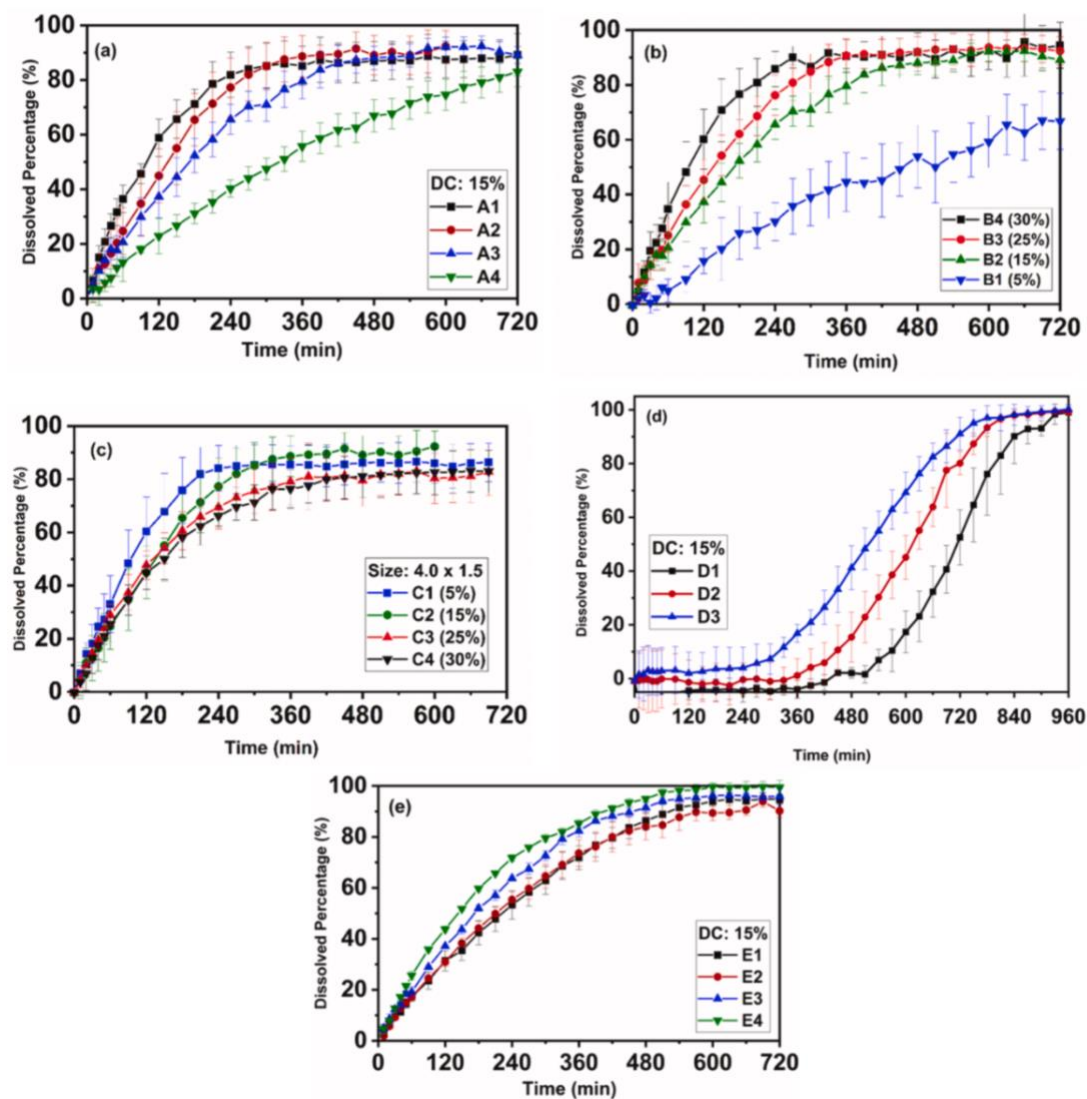 (a)
Dissolved Percentage (%)
100
80
60
40
20
0
DC: 15%
A1
A2
A3
A4
0 120 240 360 480 600 720
Time (min)
(b)
Dissolved Percentage (%)
100
80
60
40
20
0
B4 (30%)
B3 (25%)
B2 (15%)
B1 (5%)
0 120 240 360 480 600 720
Time (min)
(c)
Dissolved Percentage (%)
100
80
60
40
20
0
Size: 4.0 x 1.5
C1 (5%)
C2 (15%)
C3 (25%)
C4 (30%)
0 120 240 360 480 600 720
Time (min)
(d)
Dissolved Percentage (%)
100
80
60
40
20
0
DC: 15%
D1
D2
D3
0 120 240 360 480 600 720 840 960
Time (min)
(e)
Dissolved Percentage (%)
100
80
60
40
20
0
DC: 15%
E1
E2
E3
E4
0 120 240 360 480 600 720
Time (min)